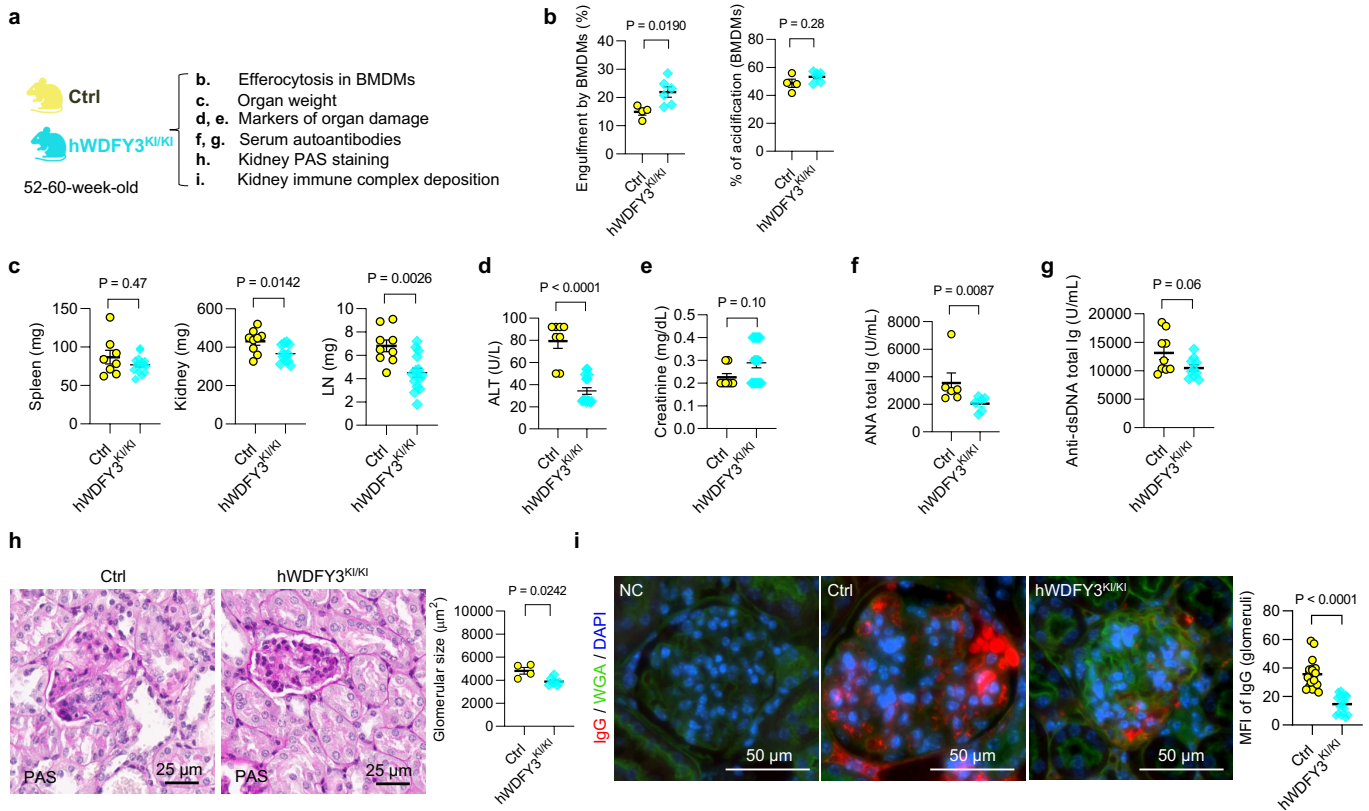 a
Ctrl
hWDFY3KI/KI
52-60-week-old
b. Efferocytosis in BMDMs
c. Organ weight
d, e. Markers of organ damage
f, g. Serum autoantibodies
h. Kidney PAS staining
i. Kidney immune complex deposition
b
Engulfment by BMDMs (%)
P = 0.0190
40
30
20
10
0
Ctrl
hWDFY3KI/KI
% of acidification (BMDMs)
P = 0.28
80
60
40
20
0
Ctrl
hWDFY3KI/KI
c
Spleen (mg)
P = 0.47
150
100
50
0
Ctrl
hWDFY3KI/KI
Kidney (mg)
P = 0.0142
600
400
200
0
Ctrl
hWDFY3KI/KI
LN (mg)
P = 0.0026
10
8
6
4
2
0
Ctrl
hWDFY3KI/KI
d
ALT (U/L)
P < 0.0001
100
80
60
40
20
0
Ctrl
hWDFY3KI/KI
e
Creatinine (mg/dL)
P = 0.10
0.5
0.4
0.3
0.2
0.1
0.0
Ctrl
hWDFY3KI/KI
f
ANA total Ig (U/mL)
P = 0.0087
8000
6000
4000
2000
0
Ctrl
hWDFY3KI/KI
g
Anti-dsDNA total Ig (U/mL)
P = 0.06
20000
15000
10000
5000
0
Ctrl
hWDFY3KI/KI
h
Ctrl
PAS
25 µm
hWDFY3KI/KI
PAS
25 µm
Glomerular size (µm2)
P = 0.0242
10000
8000
6000
4000
2000
0
Ctrl
hWDFY3KI/KI
i
IgG / WGA / DAPI
NC
50 µm
Ctrl
50 µm
hWDFY3KI/KI
50 µm
MFI of IgG (glomeruli)
P < 0.0001
80
60
40
20
0
Ctrl
hWDFY3KI/KI